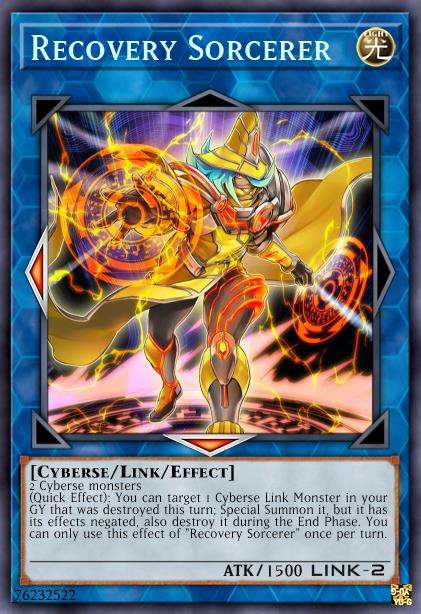 RECOVERY SORCERER
LIGHT
光
[CYBERSE/LINK/EFFECT]
2 Cyberse monsters
(Quick Effect): You can target 1 Cyberse Link Monster in your
GY that was destroyed this turn; Special Summon it, but it has
its effects negated, also destroy it during the End Phase. You
can only use this effect of "Recovery Sorcerer" once per turn.
ATK/1500 LINK-2
76232522